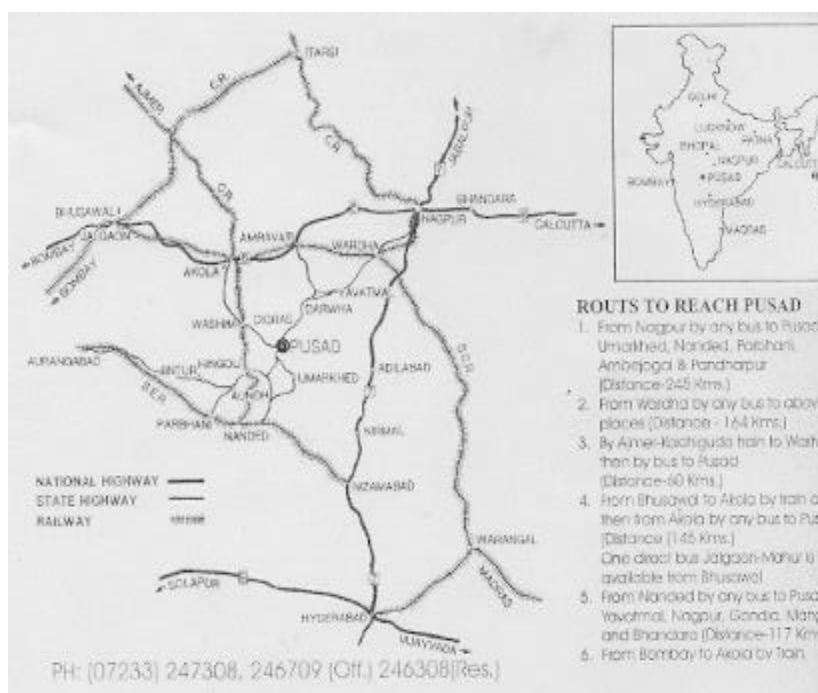 ITARSI
C.R.
AJMER
C.R.
JABALPUR
C.R.
BHANDARA
NAGPUR
CALCUTTA
BHUSAWAL
JALGAON
BOMBAY
BOMBAY
AMRAVATI
WARDHA
AKOLA
YAVATMAL
DARWHA
WASHIM
DIGRAS
PUSAD
HINGOLI
AURANGABAD
JINTUR
UMARKHED
ADILABAD
AUNDH
PARBHANI
NANDED
NIRMAL
NIZAMABAD
WARANGAL
MADRAS
SOLAPUR
HYDERABAD
NATIONAL HIGHWAY
STATE HIGHWAY
RAILWAY
PH: (07233) 247308, 246709 (Off.) 246308(Res.)
DELHI
LUCKNOW
PATNA
BHOPAL
NAGPUR
CALCUTTA
BOMBAY
PUSAD
HYDERABAD
MADRAS
ROUTS TO REACH PUSAD
1. From Nagpur by any bus to Pusad
Umarkhed, Nanded, Parbhani,
Ambejogai & Pandharpur
(Distance-245 Kms.)
2. From Wardha by any bus to above
places (Distance - 164 Kms.)
3. By Ajmer-Kachiguda train to Wash
then by bus to Pusad
(Distance-60 Kms.)
4. From Bhusawal to Akola by train a
then from Akola by any bus to Pus
(Distance (145 Kms.)
One direct bus Jalgaon-Mahur is
available from Bhusawal
5. From Nanded by any bus to Pusa
Yavatmal, Nagpur, Gondia, Mang
and Bhandara (Distance-117 Kms
6. From Bombay to Akola by Train.